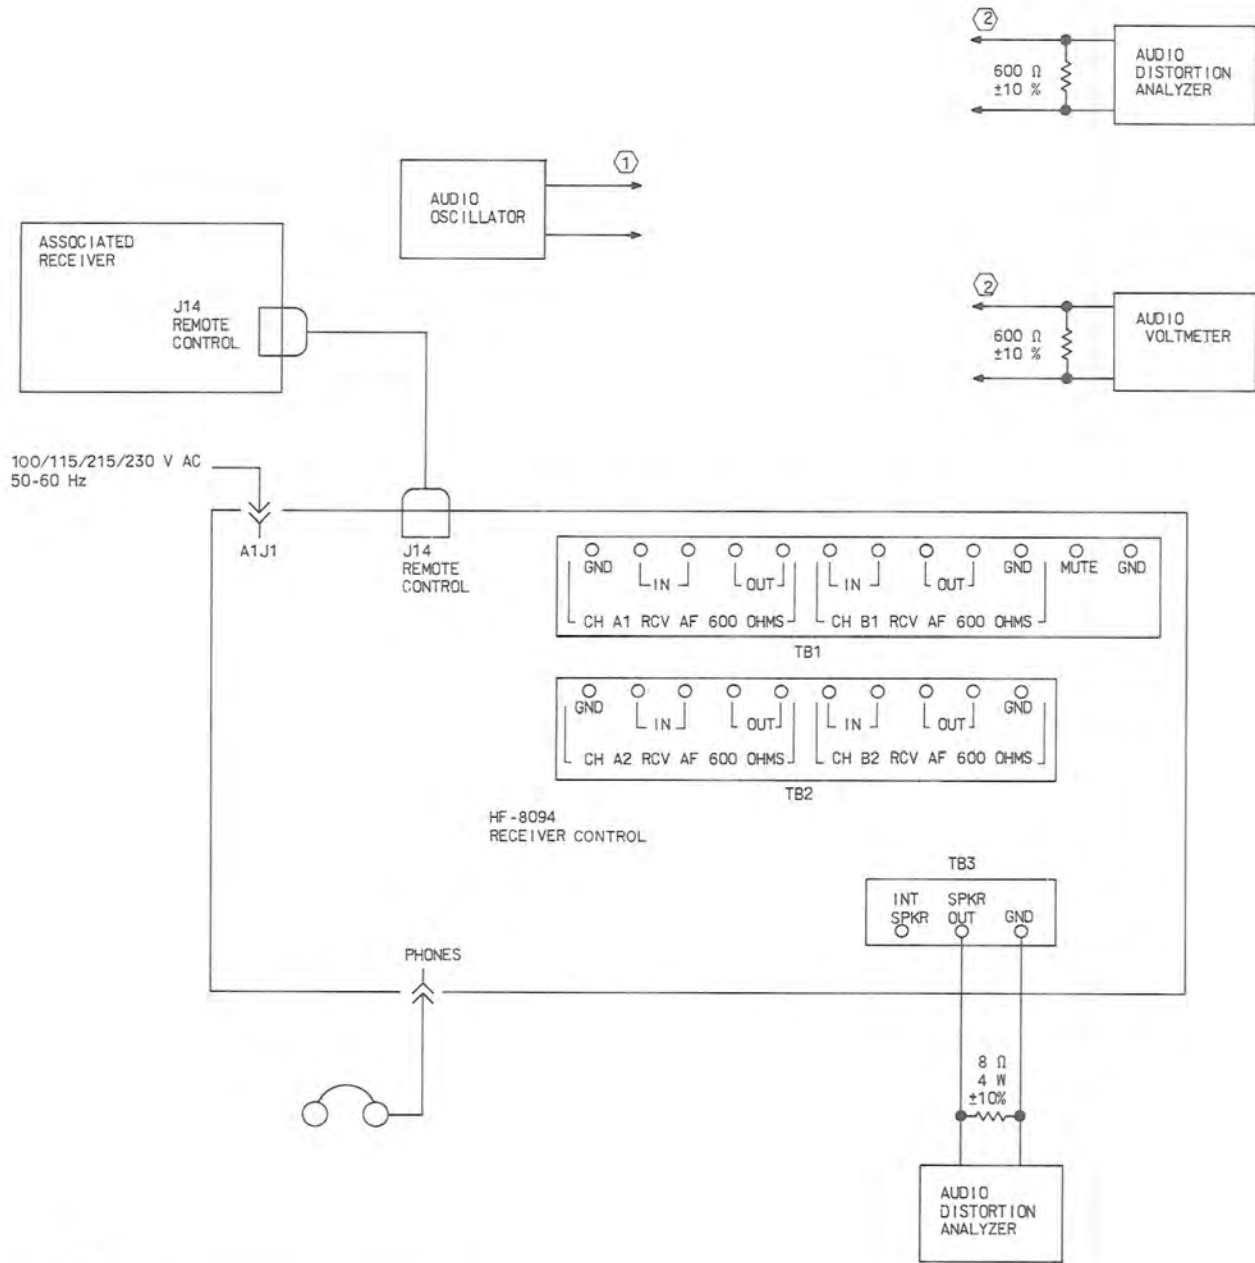 2
600 Ω
±10 %
AUDIO
DISTORTION
ANALYZER
1
AUDIO
OSCILLATOR
ASSOCIATED
RECEIVER
J14
REMOTE
CONTROL
2
600 Ω
±10 %
AUDIO
VOLTMETER
100/115/215/230 V AC
50-60 Hz
A1J1
J14
REMOTE
CONTROL
GND IN OUT IN OUT GND MUTE GND
CH A1 RCV AF 600 OHMS CH B1 RCV AF 600 OHMS
TB1
GND IN OUT IN OUT GND
CH A2 RCV AF 600 OHMS CH B2 RCV AF 600 OHMS
TB2
HF-8094
RECEIVER CONTROL
TB3
INT SPKR
SPKR OUT GND
PHONES
8 Ω
4 W
±10%
AUDIO
DISTORTION
ANALYZER